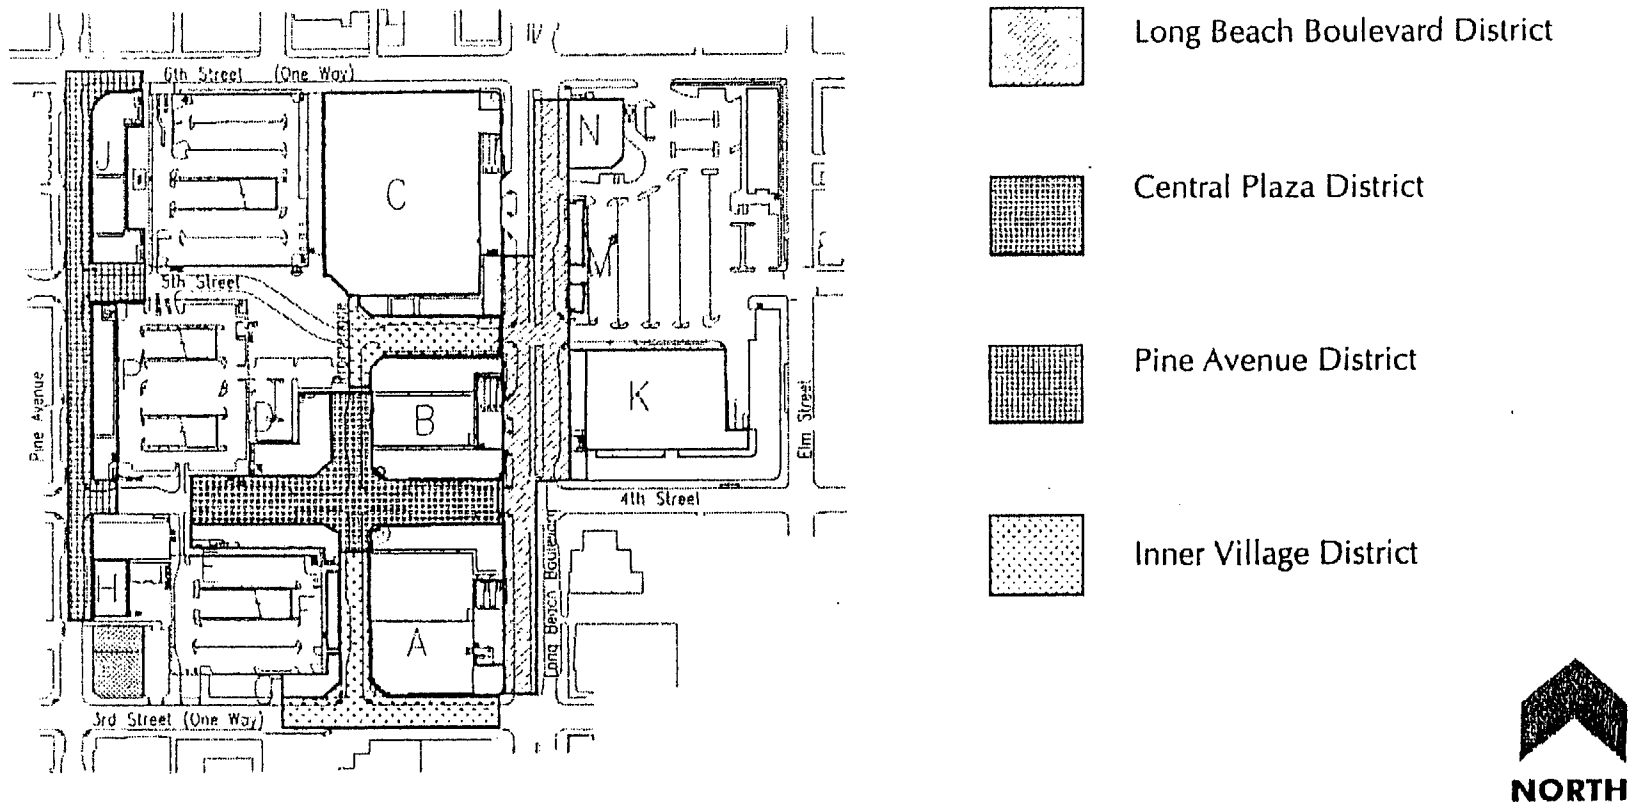 Long Beach Boulevard District
Central Plaza District
Pine Avenue District
Inner Village District
NORTH
6th Street (One Way)
J
C
N
M
5th Street
Pine Avenue
D
B
K
Elm Street
4th Street
H
A
Long Beach Boulevard
3rd Street (One Way)